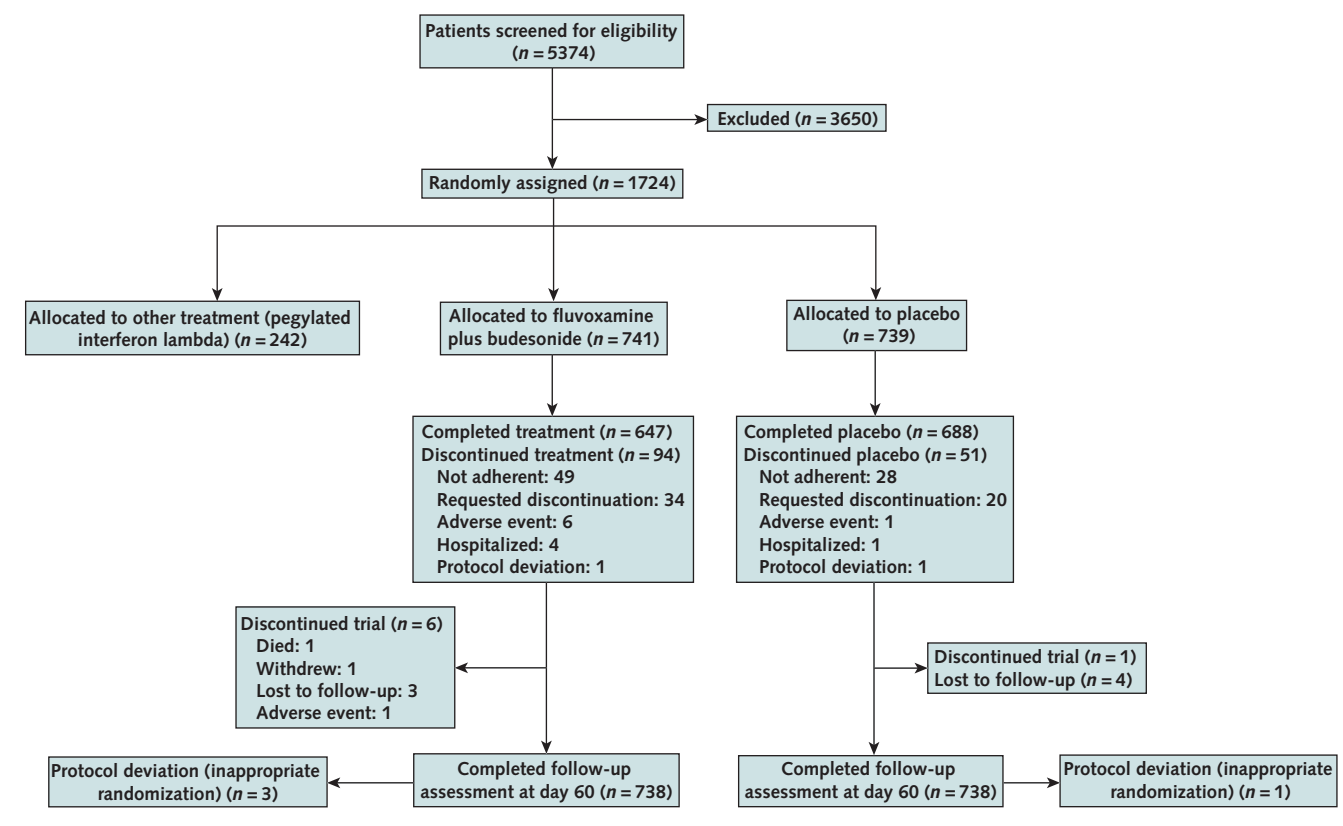 Patients screened for eligibility
(n = 5374)
Excluded (n = 3650)
Randomly assigned (n = 1724)
Allocated to other treatment (pegylated
interferon lambda) (n = 242)
Allocated to fluvoxamine
plus budesonide (n = 741)
Allocated to placebo
(n = 739)
Completed treatment (n = 647)
Discontinued treatment (n = 94)
Not adherent: 49
Requested discontinuation: 34
Adverse event: 6
Hospitalized: 4
Protocol deviation: 1
Completed placebo (n = 688)
Discontinued placebo (n = 51)
Not adherent: 28
Requested discontinuation: 20
Adverse event: 1
Hospitalized: 1
Protocol deviation: 1
Discontinued trial (n = 6)
Died: 1
Withdrew: 1
Lost to follow-up: 3
Adverse event: 1
Discontinued trial (n = 1)
Lost to follow-up (n = 4)
Protocol deviation (inappropriate
randomization) (n = 3)
Completed follow-up
assessment at day 60 (n = 738)
Completed follow-up
assessment at day 60 (n = 738)
Protocol deviation (inappropriate
randomization) (n = 1)